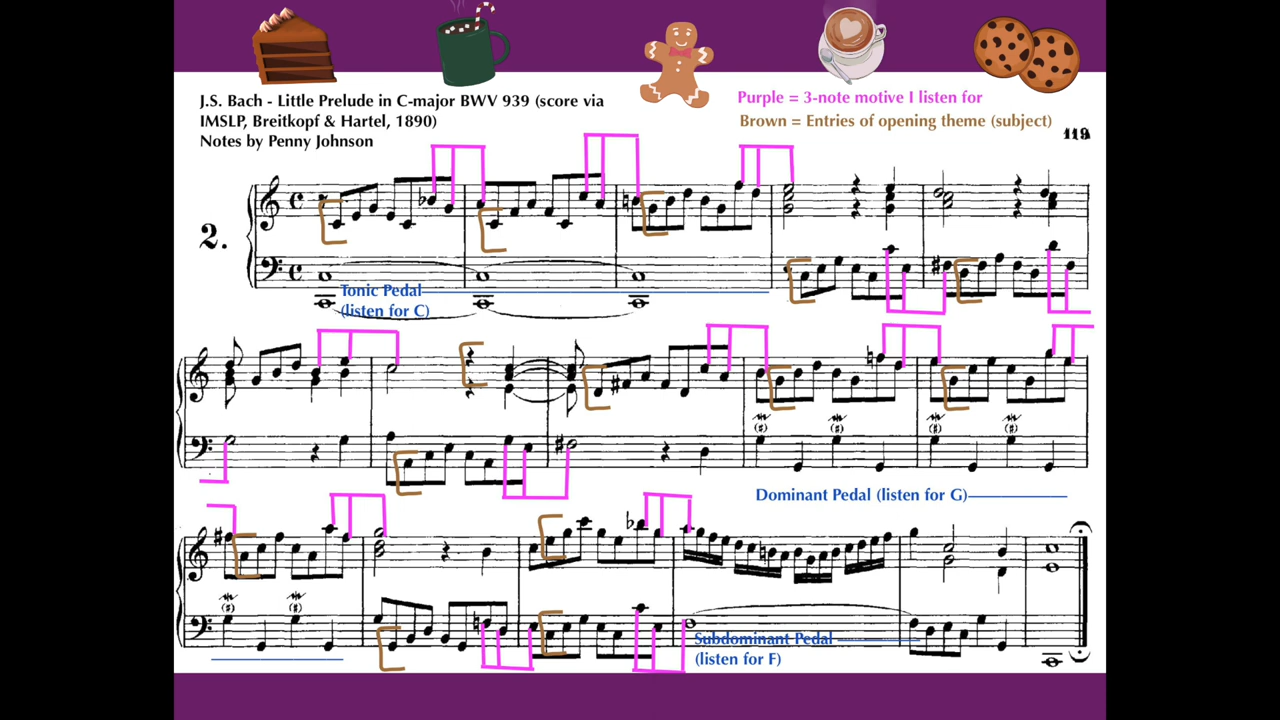 J.S. Bach - Little Prelude in C-major BWV 939 (score via
IMSLP, Breitkopf & Hartel, 1890)
Notes by Penny Johnson
Purple = 3-note motive I listen for
Brown = Entries of opening theme (subject)
119
2.
Tonic Pedal
(listen for C)
Dominant Pedal (listen for G)
Subdominant Pedal
(listen for F)